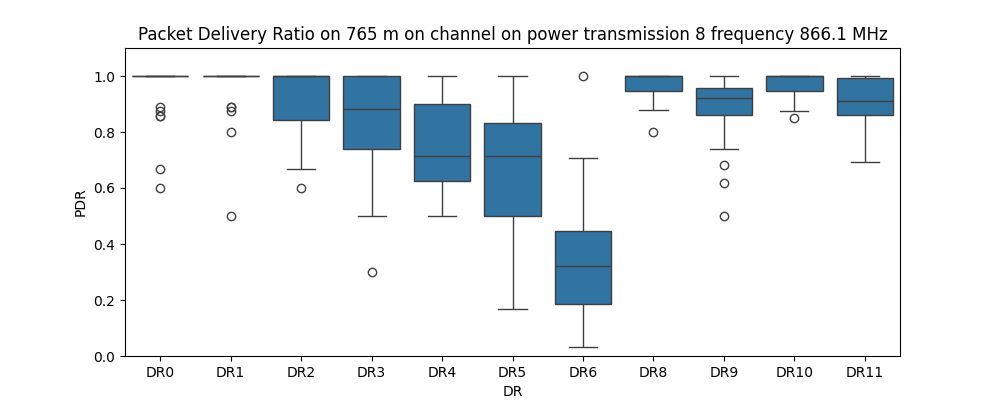 Packet Delivery Ratio on 765 m on channel on power transmission 8 frequency 866.1 MHz
PDR
1.0
0.8
0.6
0.4
0.2
0.0
DR0 DR1 DR2 DR3 DR4 DR5 DR6 DR8 DR9 DR10 DR11
DR